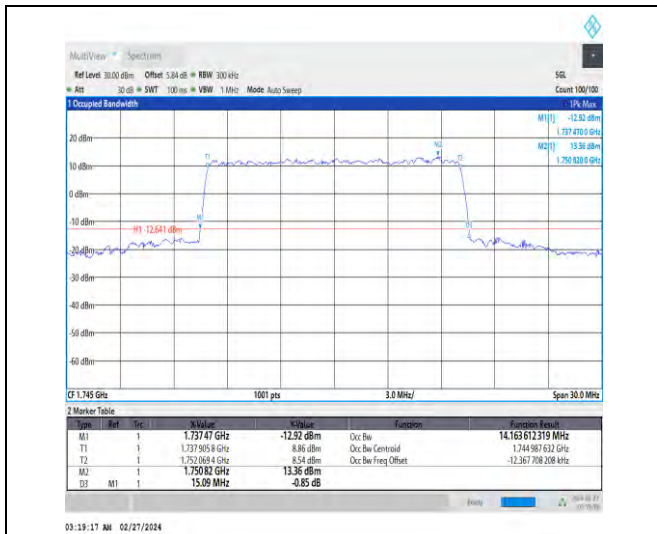 MultiView Spectrum
Ref Level 30.00 dBm Offset 5.84 dB RBW 300 kHz SGL
Att 30 dB SWT 100 ms VBW 1 MHz Mode Auto Sweep Count 100/100
1 Occupied Bandwidth 1Pk Max
M1[1] -12.92 dBm
1.737 470 0 GHz
M2[1] 13.36 dBm
1.750 820 0 GHz
20 dBm
M2
T1 T2
10 dBm
0 dBm
-10 dBm
M1
H1 -12.641 dBm D3
-20 dBm
-30 dBm
-40 dBm
-50 dBm
-60 dBm
CF 1.745 GHz 1001 pts 3.0 MHz/ Span 30.0 MHz
2 Marker Table
Type Ref Trc X-Value Y-Value Function Function Result
M1 1 1.73747 GHz -12.92 dBm Occ Bw 14.163 612 319 MHz
T1 1 1.737 905 8 GHz 8.86 dBm Occ Bw Centroid 1.744 987 632 GHz
T2 1 1.752 069 4 GHz 8.54 dBm Occ Bw Freq Offset -12.367 708 208 kHz
M2 1 1.75082 GHz 13.36 dBm
D3 M1 1 15.09 MHz -0.85 dB
Ready
03:19:17 AM 02/27/2024